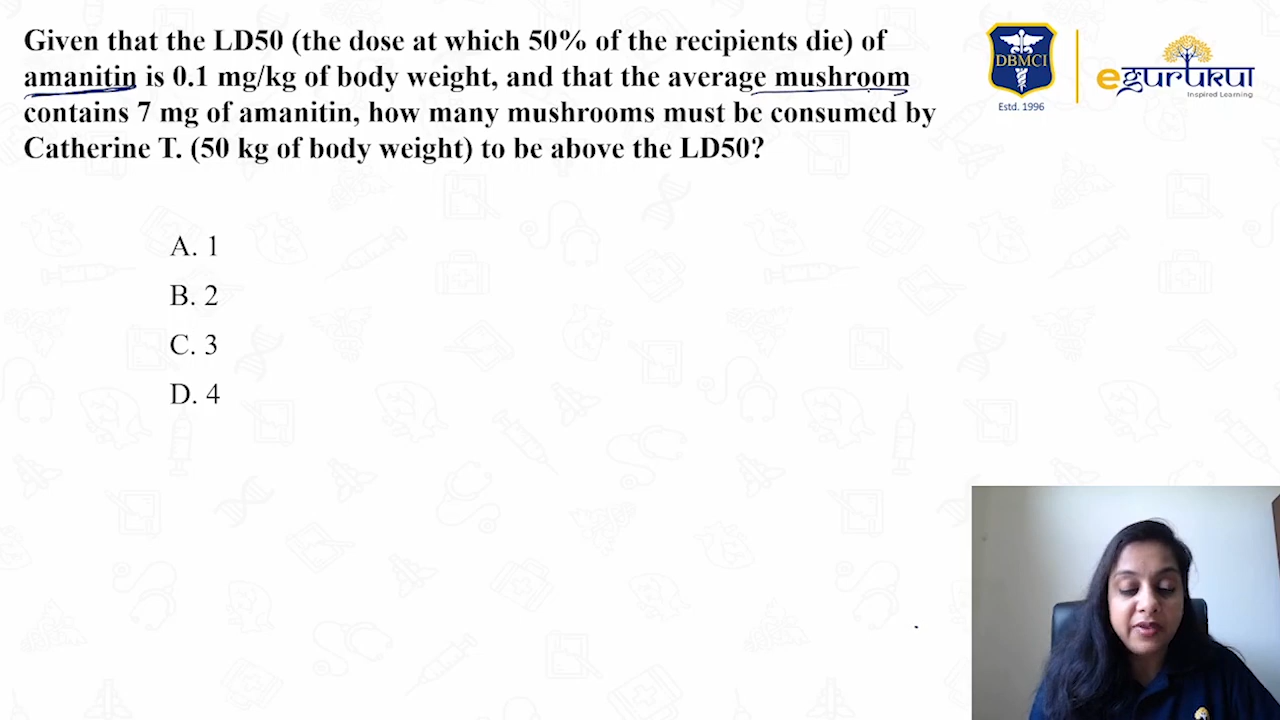 Given that the LD50 (the dose at which 50% of the recipients die) of
amanitin is 0.1 mg/kg of body weight, and that the average mushroom
contains 7 mg of amanitin, how many mushrooms must be consumed by
Catherine T. (50 kg of body weight) to be above the LD50?
A. 1
B. 2
C. 3
D. 4
DBMCI
Estd. 1996
egurukul
Inspired Learning